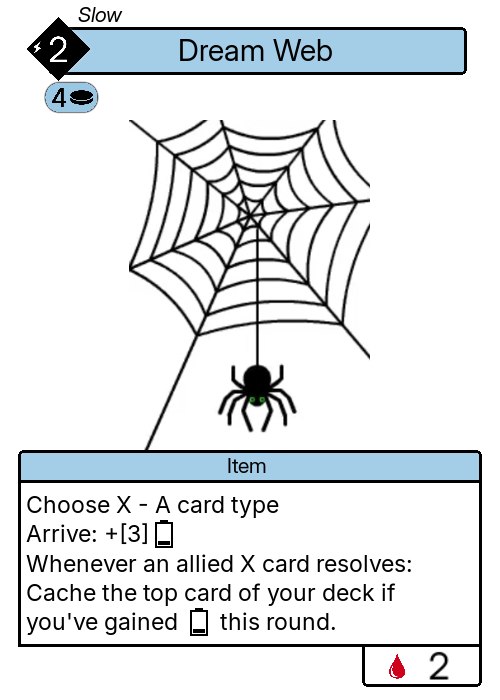 Slow
2
Dream Web
4
Item
Choose X - A card type
Arrive: +[3]
Whenever an allied X card resolves:
Cache the top card of your deck if
you've gained this round.
2